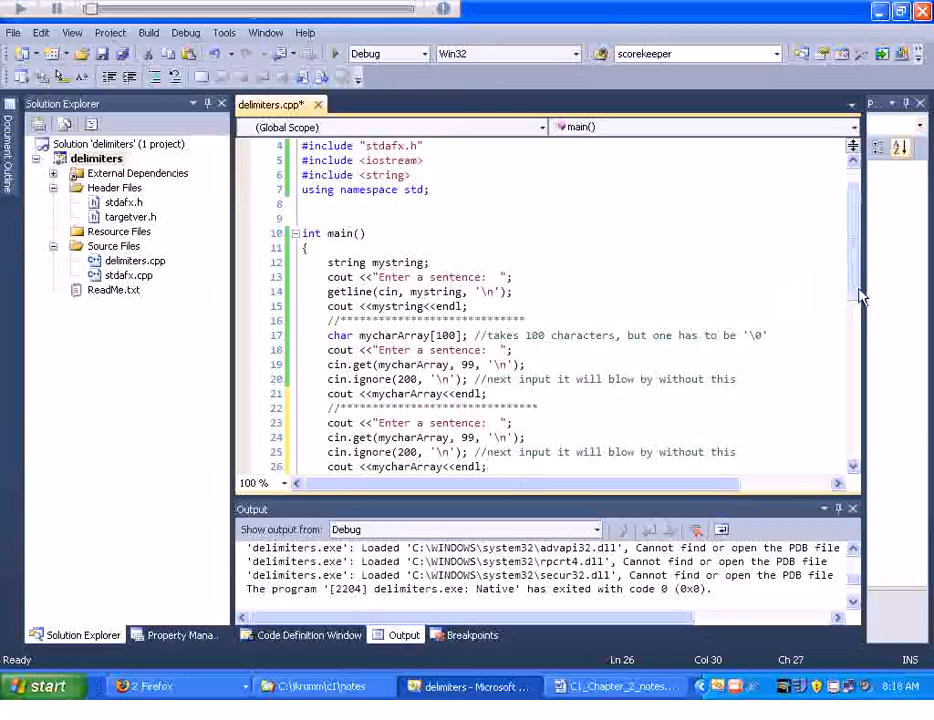 File Edit View Project Build Debug Tools Window Help
Debug Win32 scorekeeper
Solution Explorer
delimiters.cpp*
P...
Document Outline
(Global Scope)
main()
Solution 'delimiters' (1 project)
delimiters
External Dependencies
Header Files
stdafx.h
targetver.h
Resource Files
Source Files
delimiters.cpp
stdafx.cpp
ReadMe.txt
4 #include "stdafx.h"
5 #include <iostream>
6 #include <string>
7 using namespace std;
8
9
10 int main()
11 {
12 string mystring;
13 cout <<"Enter a sentence:  ";
14 getline(cin, mystring, '\n');
15 cout <<mystring<<endl;
16 //*****************************
17 char mycharArray[100]; //takes 100 characters, but one has to be '\0'
18 cout <<"Enter a sentence:  ";
19 cin.get(mycharArray, 99, '\n');
20 cin.ignore(200, '\n'); //next input it will blow by without this
21 cout <<mycharArray<<endl;
22 //*******************************
23 cout <<"Enter a sentence:  ";
24 cin.get(mycharArray, 99, '\n');
25 cin.ignore(200, '\n'); //next input it will blow by without this
26 cout <<mycharArray<<endl;
100 %
Output
Show output from: Debug
'delimiters.exe': Loaded 'C:\WINDOWS\system32\advapi32.dll', Cannot find or open the PDB file
'delimiters.exe': Loaded 'C:\WINDOWS\system32\rpcrt4.dll', Cannot find or open the PDB file
'delimiters.exe': Loaded 'C:\WINDOWS\system32\secur32.dll', Cannot find or open the PDB file
The program '[2204] delimiters.exe: Native' has exited with code 0 (0x0).
Solution Explorer Property Mana... Code Definition Window Output Breakpoints
Ready Ln 26 Col 30 Ch 27 INS
start 2 Firefox C:\jkrumm\c1\notes delimiters - Microsoft ... C1_Chapter_2_notes... 8:18 AM